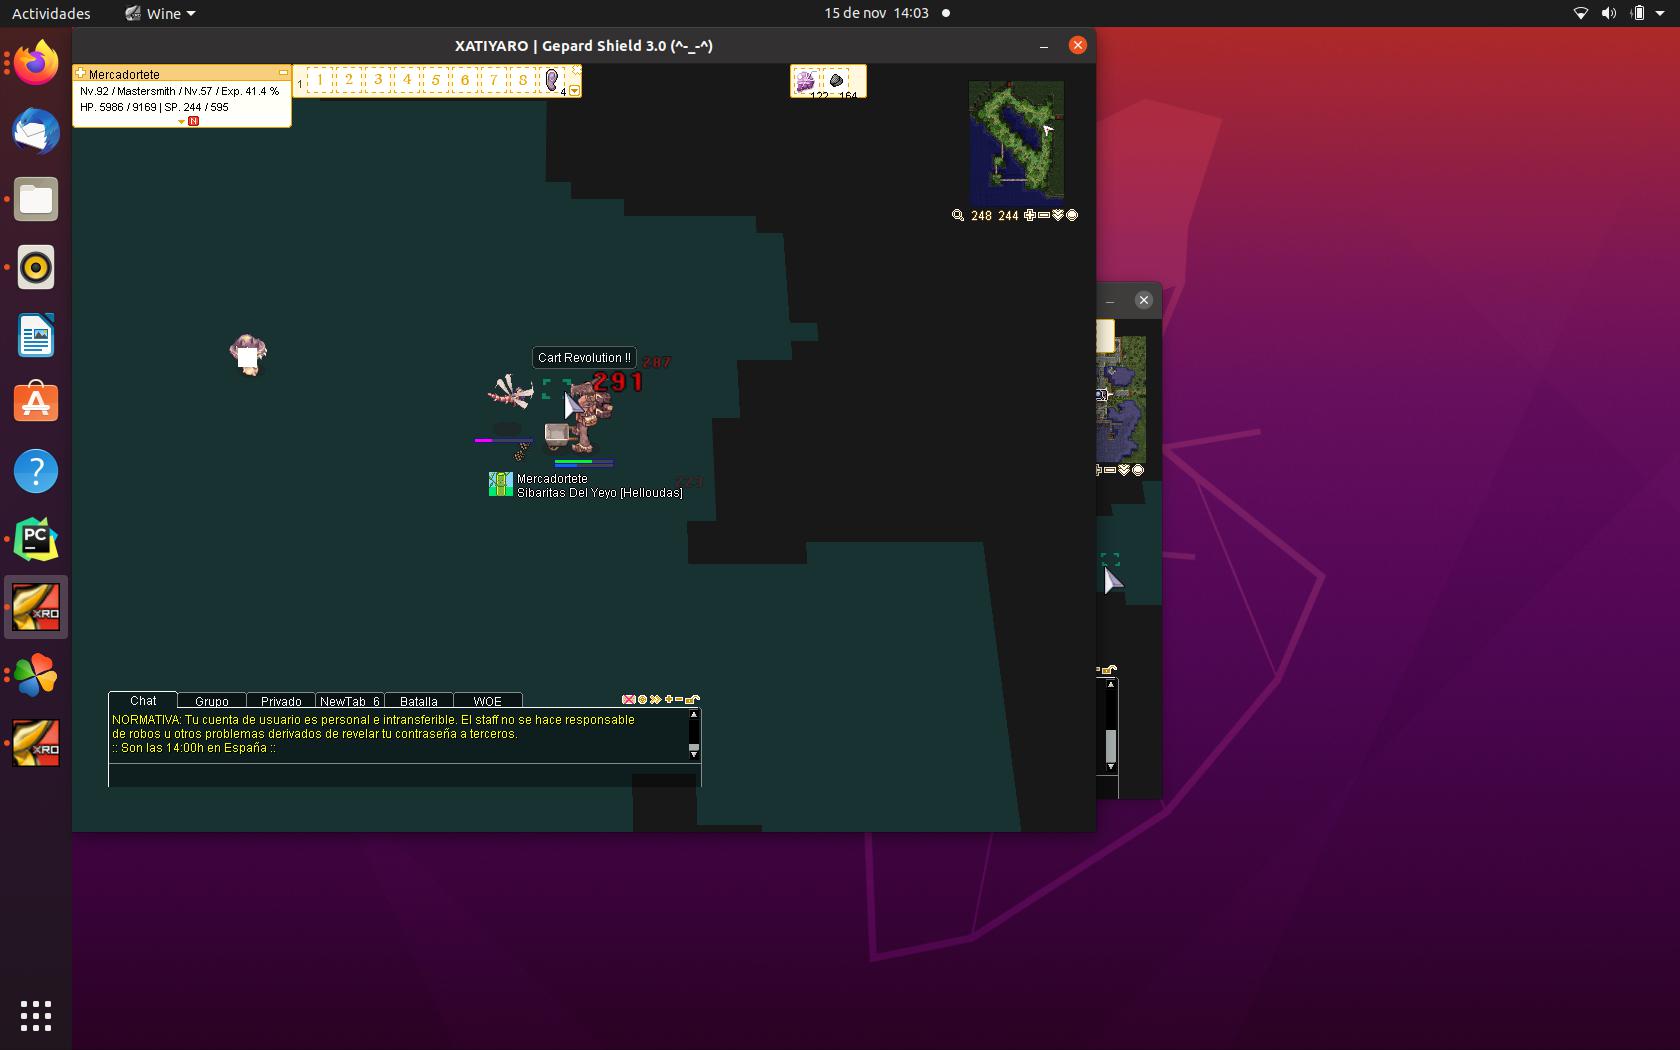 Actividades
Wine
15 de nov 14:03
XATIYARO | Gepard Shield 3.0 (^-_-^)
Mercadortete
Nv.92 / Mastersmith / Nv.57 / Exp. 41.4 %
HP. 5986 / 9169 | SP. 244 / 595
N
1 1 2 3 4 5 6 7 8 4
122 164
248 244
Cart Revolution !!
287
291
Mercadortete
Sibaritas Del Yeyo [Helloudas]
223
PC
XRO
XRO
Chat Grupo Privado NewTab_6 Batalla WOE
NORMATIVA: Tu cuenta de usuario es personal e intransferible. El staff no se hace responsable
de robos u otros problemas derivados de revelar tu contraseña a terceros.
:: Son las 14:00h en España ::